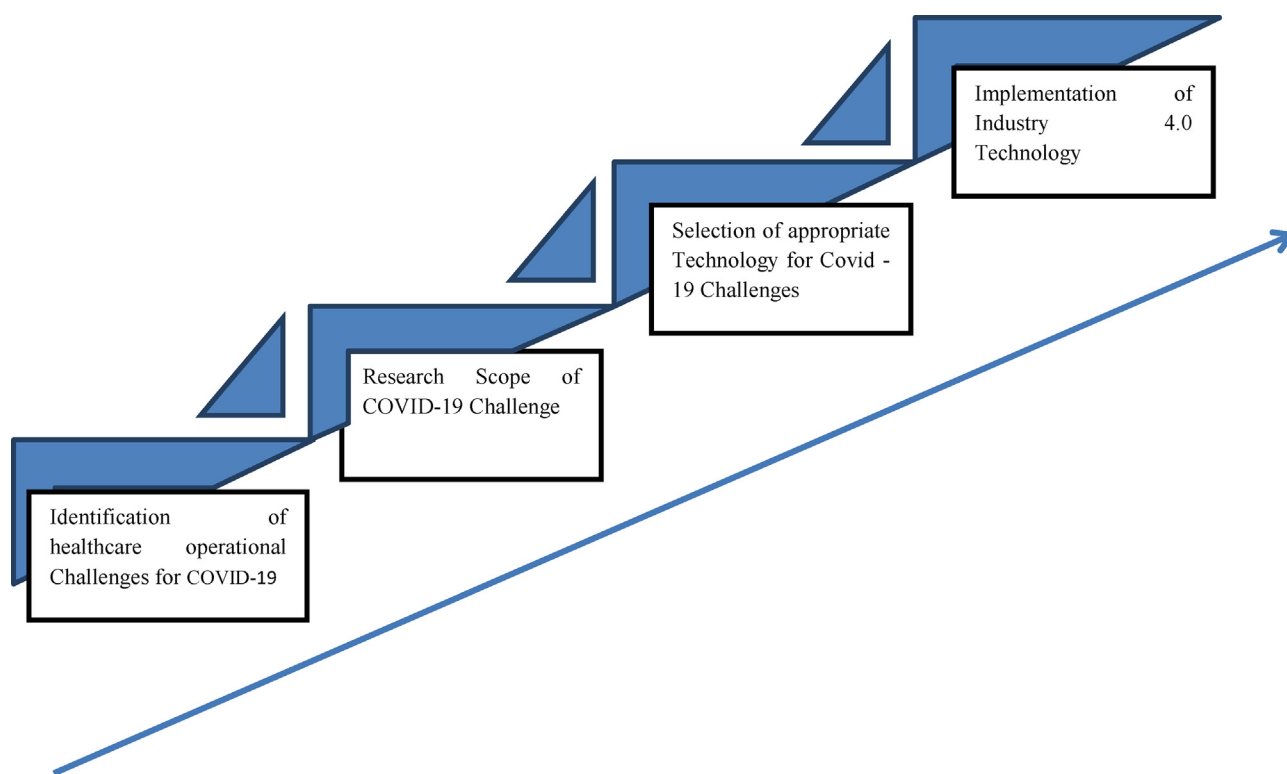 Implementation of
Industry 4.0
Technology
Selection of appropriate
Technology for Covid -
19 Challenges
Research Scope of
COVID-19 Challenge
Identification of
healthcare operational
Challenges for COVID-19